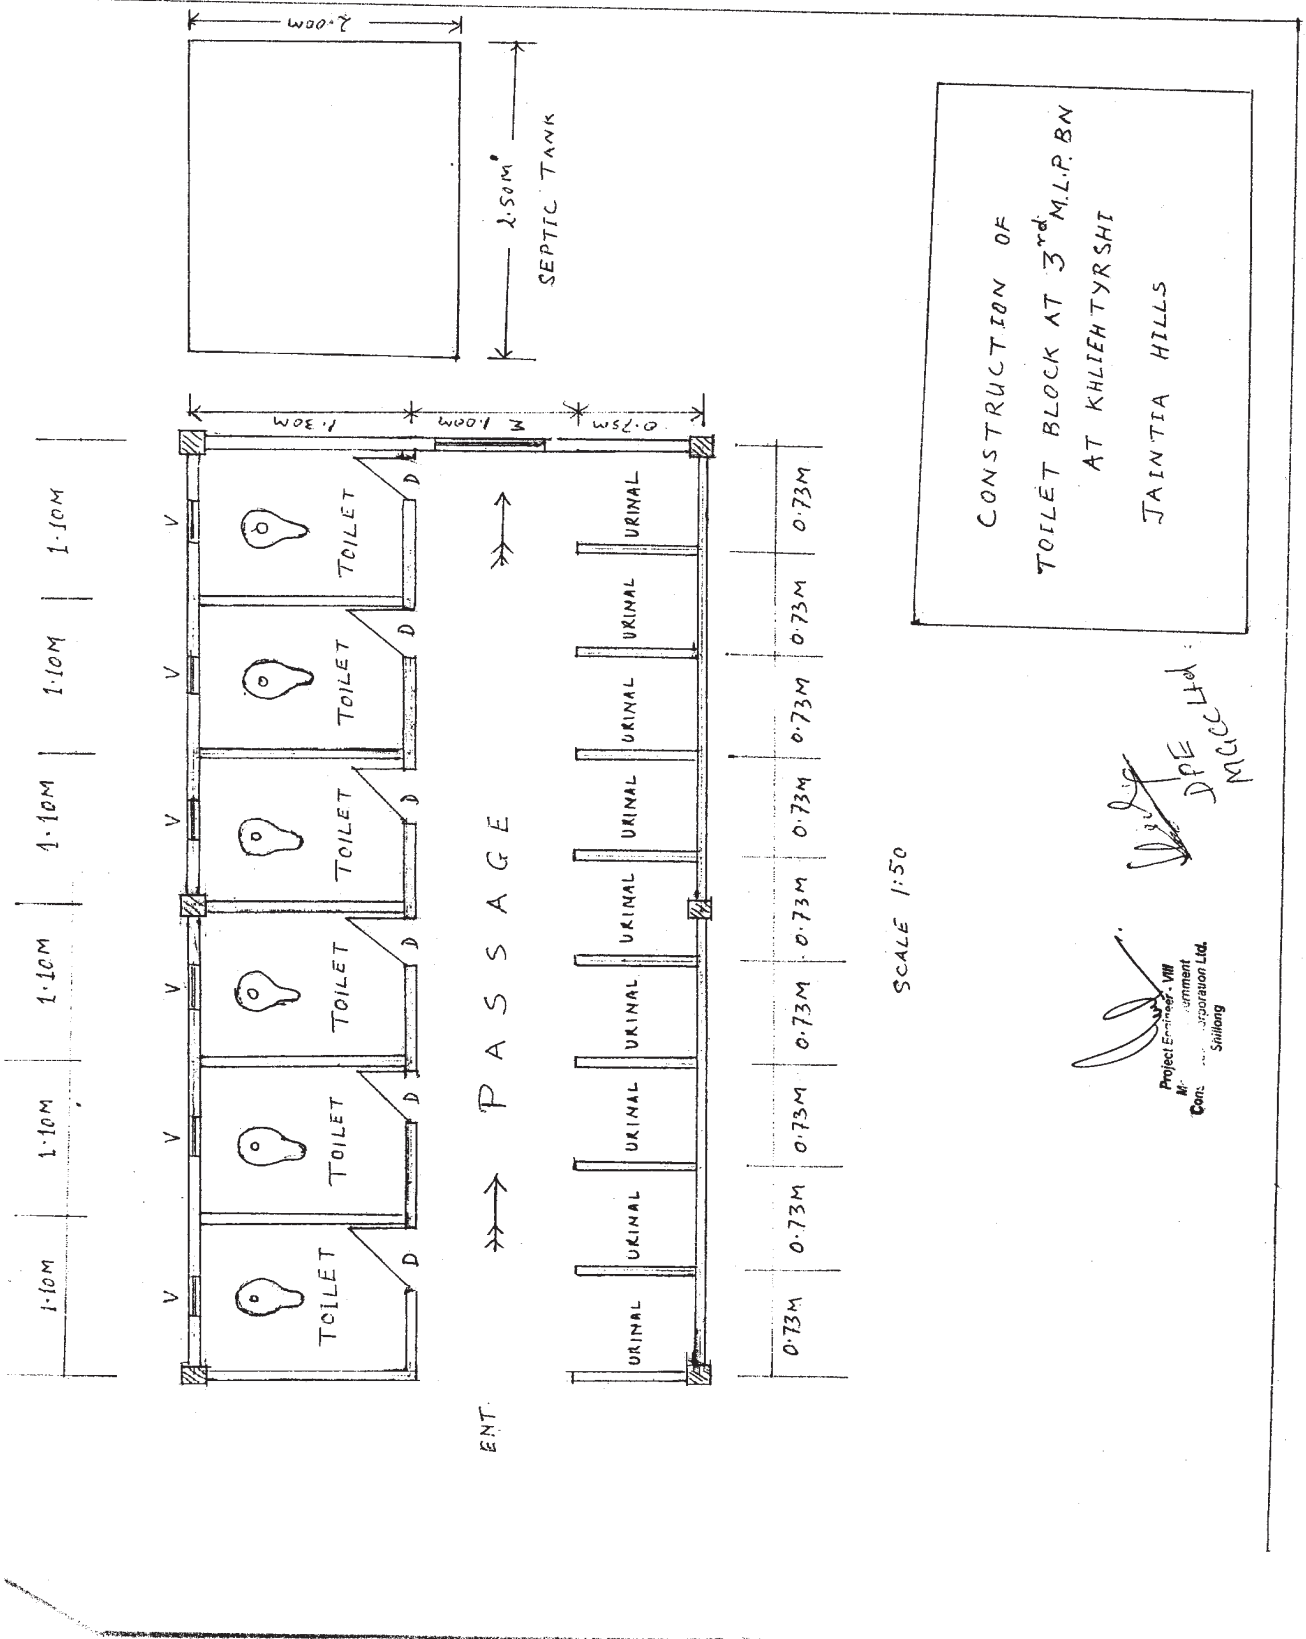 1·10M
1·10M
1·10M
1·10M
1·10M
1·10M
V
V
V
V
V
V
TOILET
TOILET
TOILET
TOILET
TOILET
TOILET
D
D
D
D
D
D
1.30M
1.00M
0.75M
ENT.
PASSAGE
URINAL
URINAL
URINAL
URINAL
URINAL
URINAL
URINAL
URINAL
URINAL
0·73M
0·73M
0·73M
0·73M
0·73M
0·73M
0·73M
0·73M
0·73M
2.00M
2.50M
SEPTIC TANK
SCALE 1:50
CONSTRUCTION OF
TOILET BLOCK AT 3rd M.L.P. BN
AT KHLIEHTYRSHI
JAINTIA HILLS
Project Engineer - VIII
Shillong
DPE
MGCC Ltd.